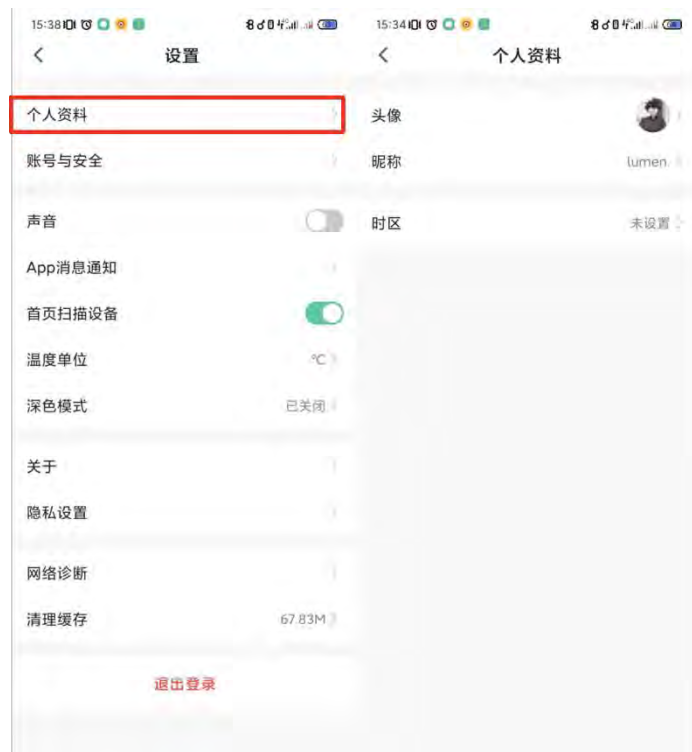 15:38
设置
个人资料
账号与安全
声音
App消息通知
首页扫描设备
温度单位 °C
深色模式 已关闭
关于
隐私设置
网络诊断
清理缓存 67.83M
退出登录
15:34
个人资料
头像
昵称 lumen.
时区 未设置